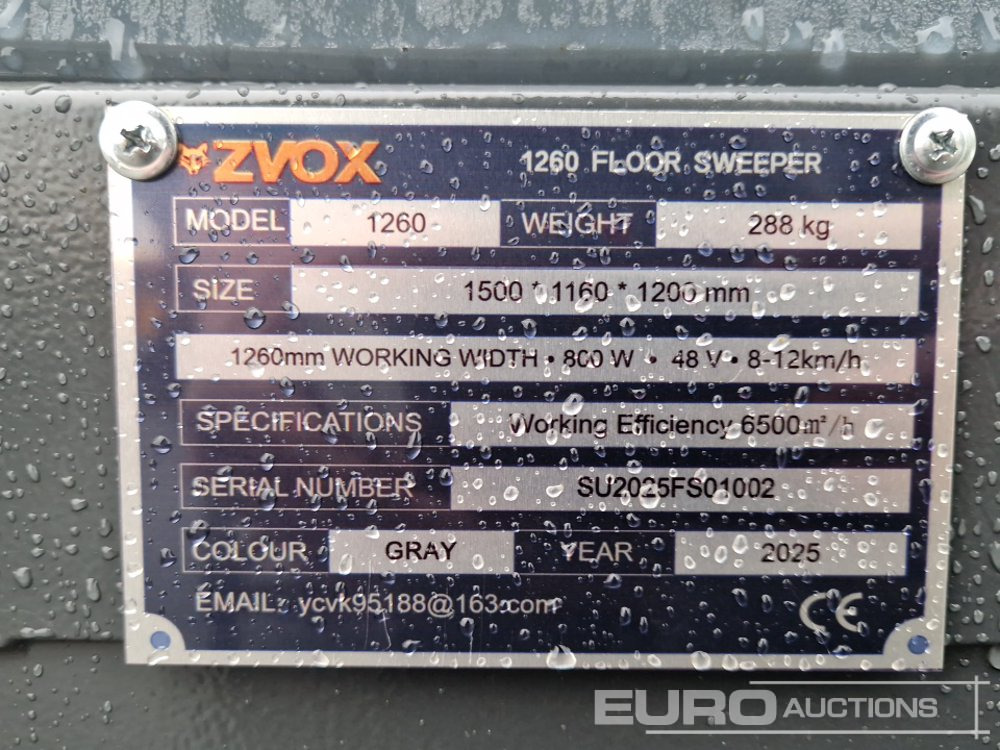 ZVOX 1260 FLOOR SWEEPER
MODEL 1260 WEIGHT 288 kg
SIZE 1500 * 1160 * 1200 mm
1260mm WORKING WIDTH • 800 W • 48 V • 8-12km/h
SPECIFICATIONS Working Efficiency 6500㎡/h
SERIAL NUMBER SU2025FS01002
COLOUR GRAY YEAR 2025
EMAIL: ycvk95188@163.com CE
EURO AUCTIONS